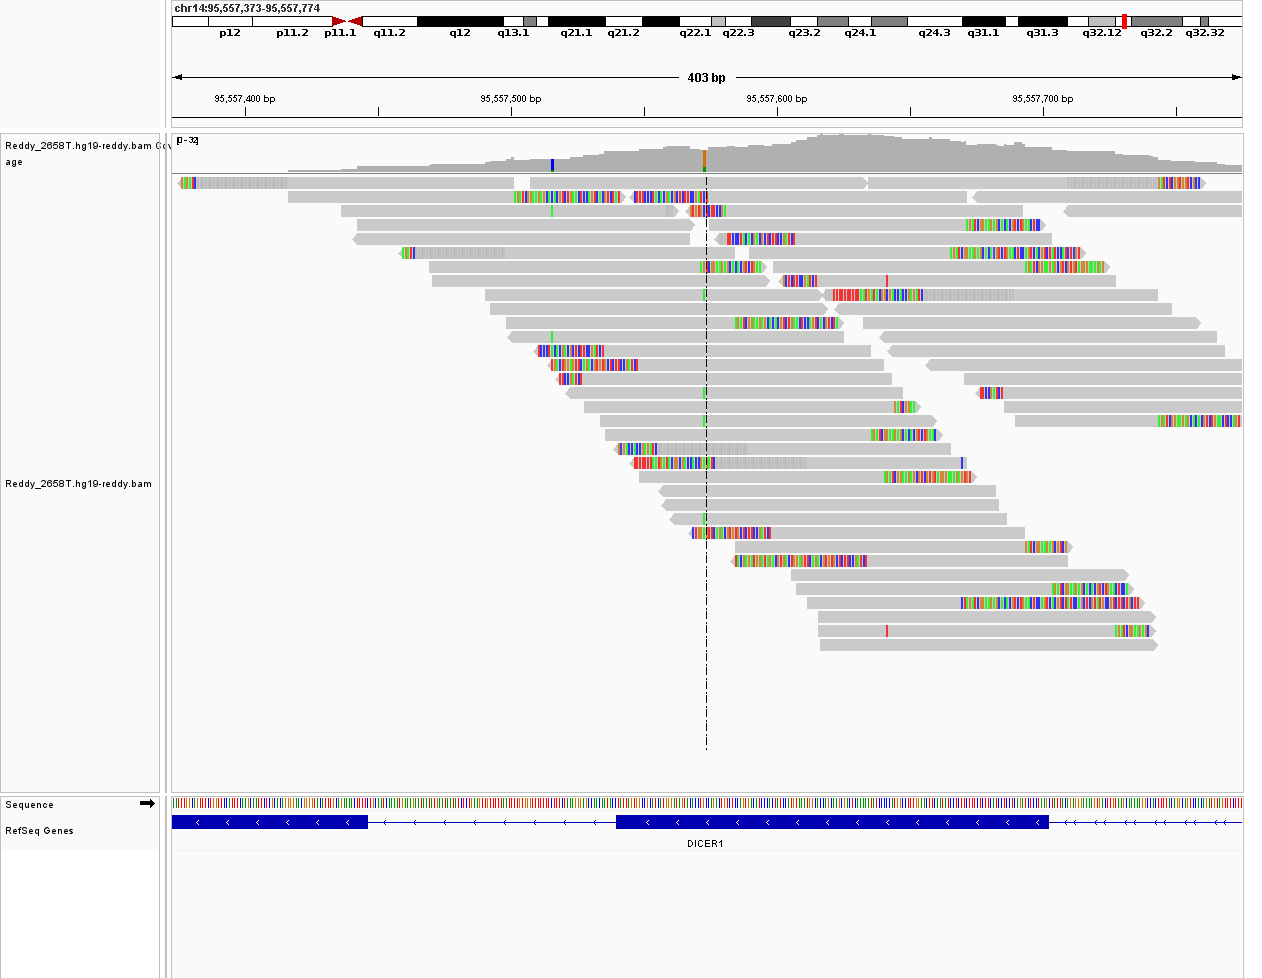 chr14:95,557,373-95,557,774
p12 p11.2 p11.1 q11.2 q12 q13.1 q21.1 q21.2 q22.1 q22.3 q23.2 q24.1 q24.3 q31.1 q31.3 q32.12 q32.2 q32.32
403 bp
95,557,400 bp 95,557,500 bp 95,557,600 bp 95,557,700 bp
[0-32]
Reddy_2658T.hg19-reddy.bam Cov
age
Reddy_2658T.hg19-reddy.bam
Sequence
RefSeq Genes
DICER1